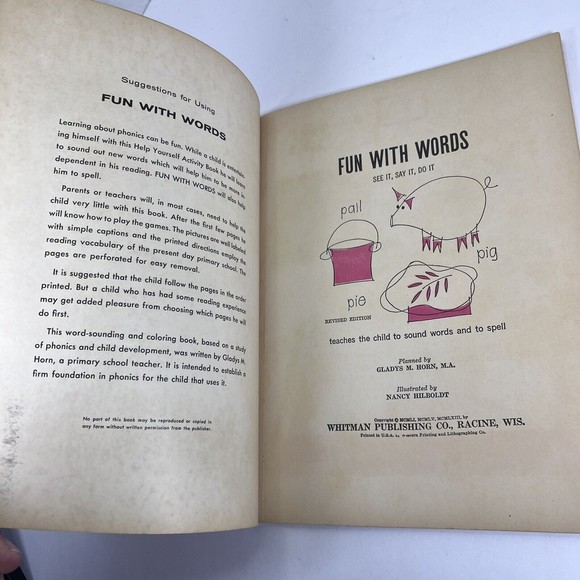 Suggestions for Using
FUN WITH WORDS
Learning about phonics can be fun. While a child is entertain-
ing himself with this Help Yourself Activity Book he will learn
to sound out new words which will help him to be more in-
dependent in his reading. FUN WITH WORDS will also help
him to spell.
Parents or teachers will, in most cases, need to help the
child very little with this book. After the first few pages he
will know how to play the games. The pictures are well labeled
with simple captions and the printed directions employ the
reading vocabulary of the present day primary school. The
pages are perforated for easy removal.
It is suggested that the child follow the pages in the order
printed. But a child who has had some reading experience
may get added pleasure from choosing which pages he will
do first.
This word-sounding and coloring book, based on a study
of phonics and child development, was written by Gladys M.
Horn, a primary school teacher. It is intended to establish a
firm foundation in phonics for the child that uses it.
No part of this book may be reproduced or copied in
any form without written permission from the publisher.
FUN WITH WORDS
SEE IT, SAY IT, DO IT
pail
pig
pie
REVISED EDITION
teaches the child to sound words and to spell
Planned by
GLADYS M. HORN, M.A.
Illustrated by
NANCY HILBOLDT
Copyright © MCMLI, MCMLV, MCMLXIII, by
WHITMAN PUBLISHING CO., RACINE, WIS.
Printed in U.S.A. Printing and Lithographing Co.